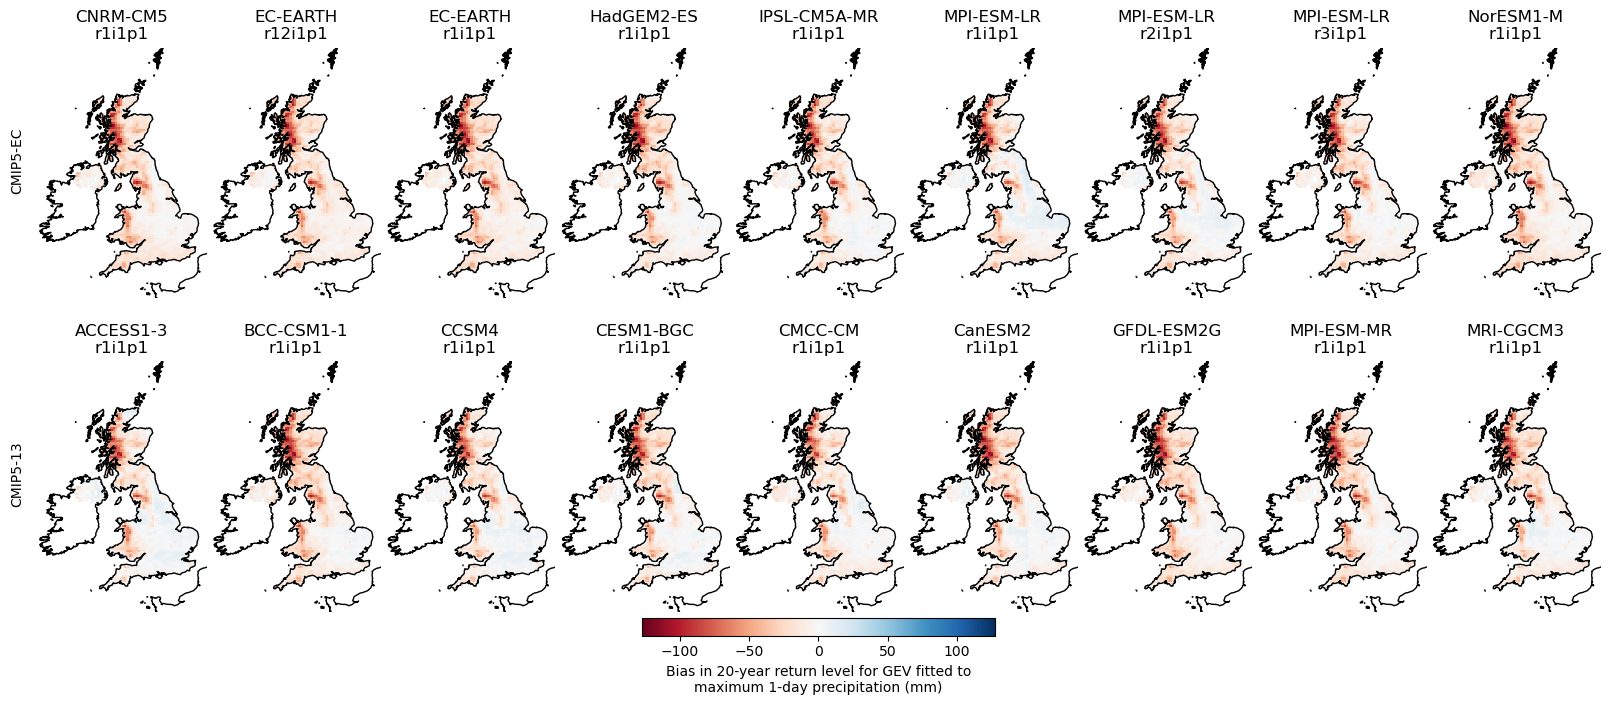 CNRM-CM5
r1i1p1
EC-EARTH
r12i1p1
EC-EARTH
r1i1p1
HadGEM2-ES
r1i1p1
IPSL-CM5A-MR
r1i1p1
MPI-ESM-LR
r1i1p1
MPI-ESM-LR
r2i1p1
MPI-ESM-LR
r3i1p1
NorESM1-M
r1i1p1
CMIP5-EC
ACCESS1-3
r1i1p1
BCC-CSM1-1
r1i1p1
CCSM4
r1i1p1
CESM1-BGC
r1i1p1
CMCC-CM
r1i1p1
CanESM2
r1i1p1
GFDL-ESM2G
r1i1p1
MPI-ESM-MR
r1i1p1
MRI-CGCM3
r1i1p1
CMIP5-13
−100 −50 0 50 100
Bias in 20-year return level for GEV fitted to
maximum 1-day precipitation (mm)